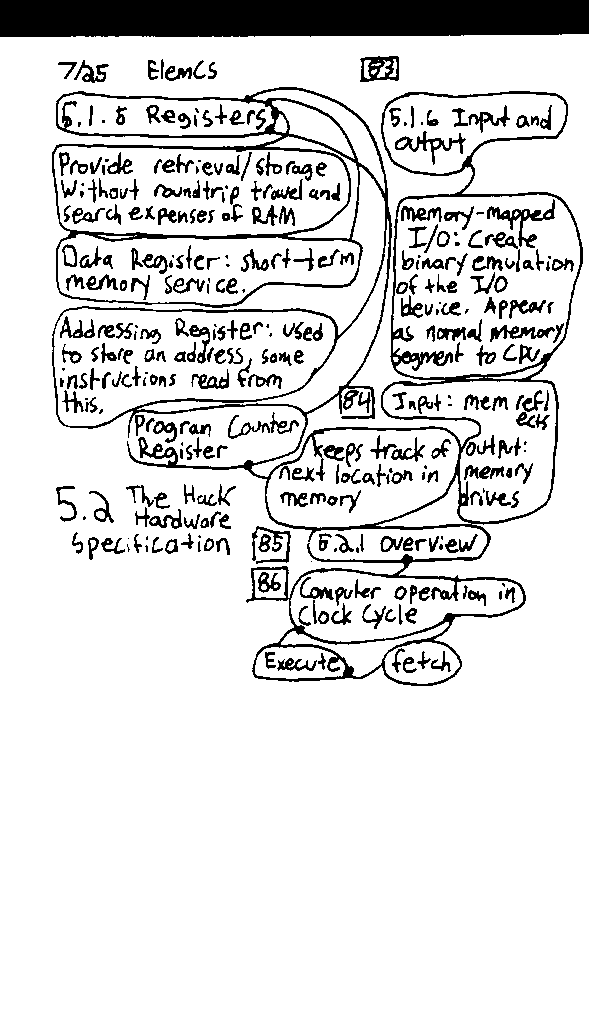 7/25 ElemCS
83
5.1.5 Registers
Provide retrieval/storage
without roundtrip travel and
search expenses of RAM
Data Register: short-term
memory service.
Addressing Register: used
to store an address, some
instructions read from
this.
Program Counter
Register
keeps track of
next location in
memory
5.1.6 Input and
output
memory-mapped
I/O: Create
binary emulation
of the I/O
device. Appears
as normal memory
segment to CPU
84
Input: mem refl
ects
output:
memory
drives
5.2 The Hack
Hardware
Specification
85
5.2.1 overview
86
Computer operation in
Clock Cycle
Execute
fetch